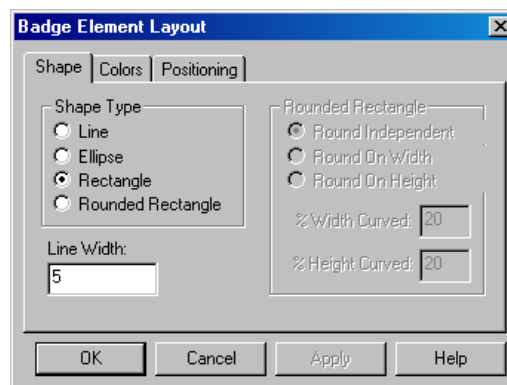 Badge Element Layout
Shape Colors Positioning
Shape Type
Line
Ellipse
Rectangle
Rounded Rectangle
Line Width:
5
Rounded Rectangle
Round Independent
Round On Width
Round On Height
% Width Curved: 20
% Height Curved: 20
OK Cancel Apply Help